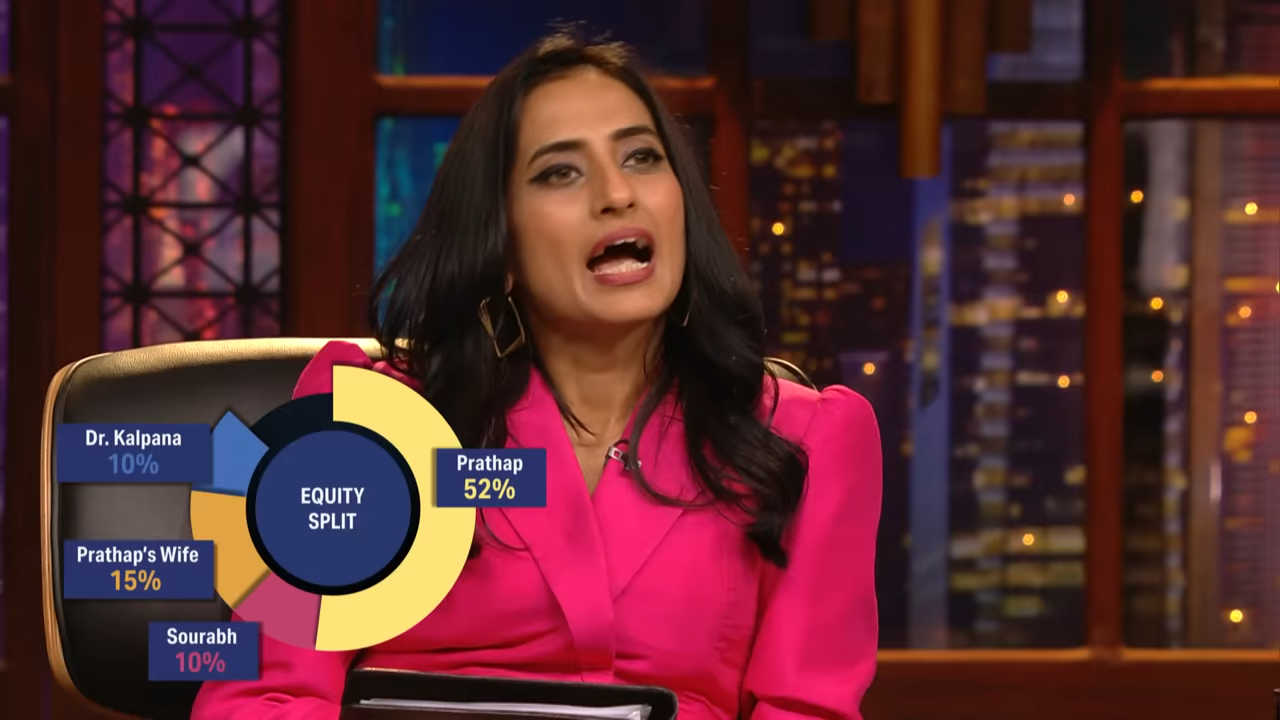 EQUITY
SPLIT
Prathap
52%
Sourabh
10%
Prathap's Wife
15%
Dr. Kalpana
10%